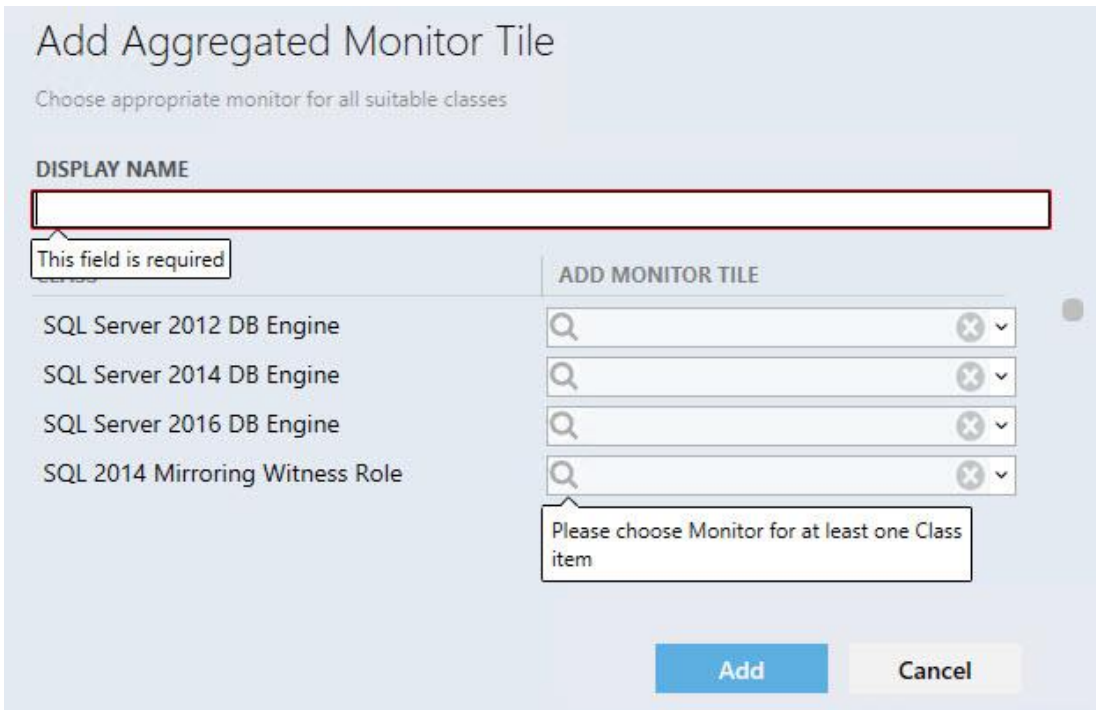 Add Aggregated Monitor Tile
Choose appropriate monitor for all suitable classes
DISPLAY NAME
This field is required
CLASS
ADD MONITOR TILE
SQL Server 2012 DB Engine
SQL Server 2014 DB Engine
SQL Server 2016 DB Engine
SQL 2014 Mirroring Witness Role
Please choose Monitor for at least one Class
item
Add
Cancel